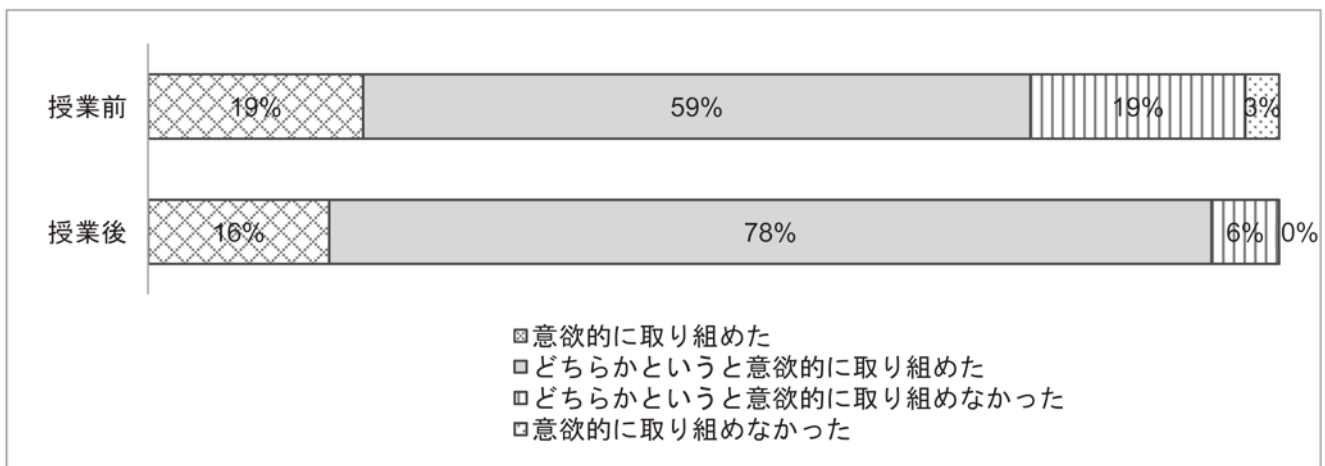 授業前 19% 59% 19% 3%
授業後 16% 78% 6% 0%
意欲的に取り組めた
どちらかというと意欲的に取り組めた
どちらかというと意欲的に取り組めなかった
意欲的に取り組めなかった